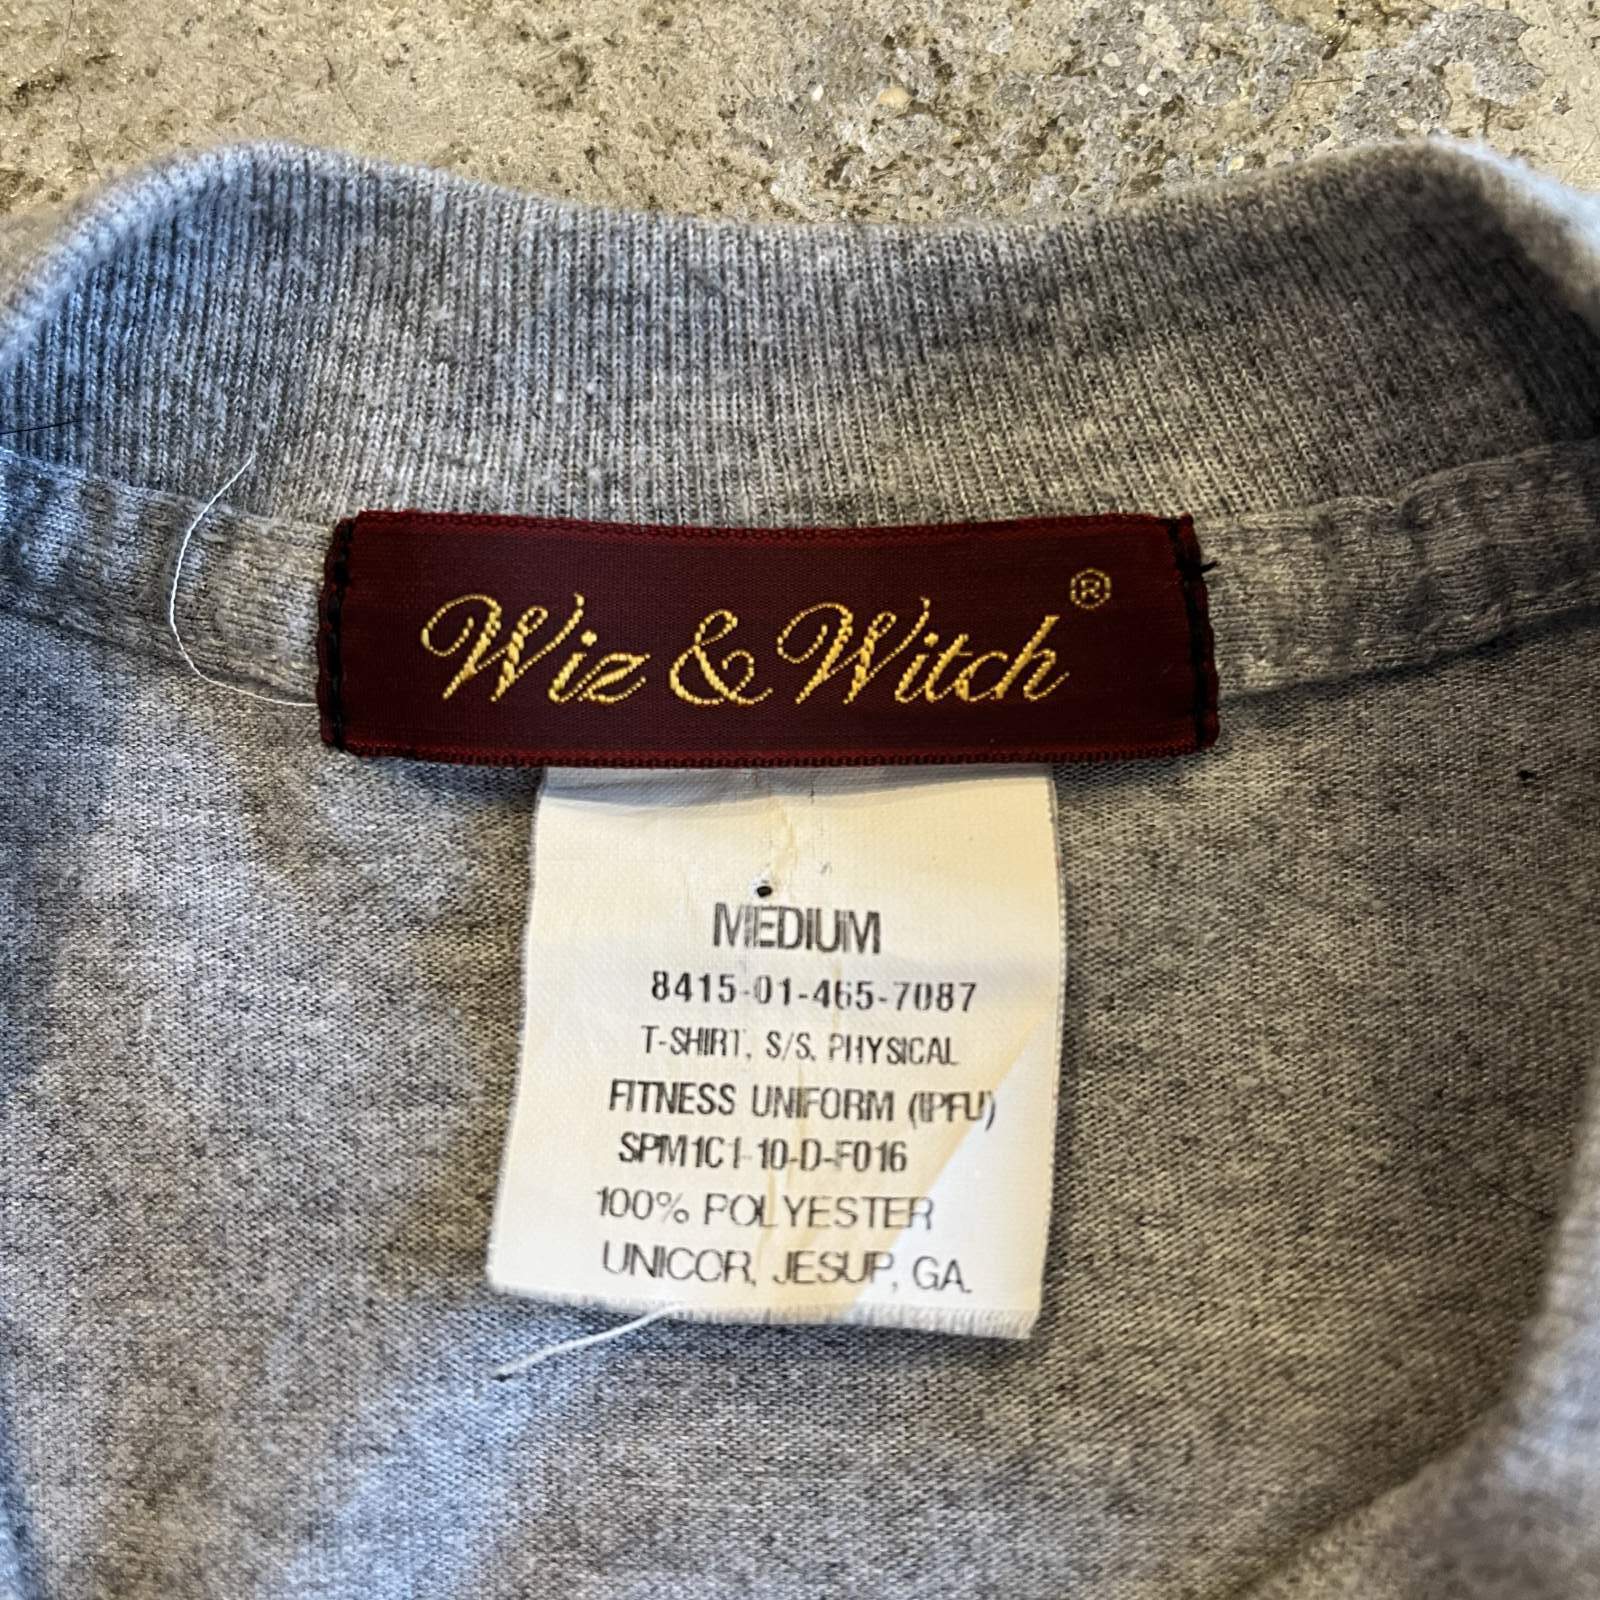 Wiz & Witch ®
MEDIUM
8415-01-465-7087
T-SHIRT, S/S, PHYSICAL
FITNESS UNIFORM (IPFU)
SPM1C1-10-D-F016
100% POLYESTER
UNICOR, JESUP, GA.